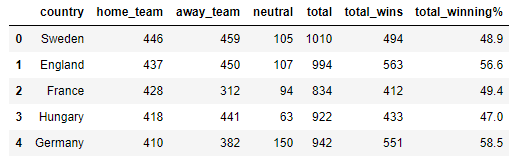 country home_team away_team neutral total total_wins total_winning%
0 Sweden 446 459 105 1010 494 48.9
1 England 437 450 107 994 563 56.6
2 France 428 312 94 834 412 49.4
3 Hungary 418 441 63 922 433 47.0
4 Germany 410 382 150 942 551 58.5